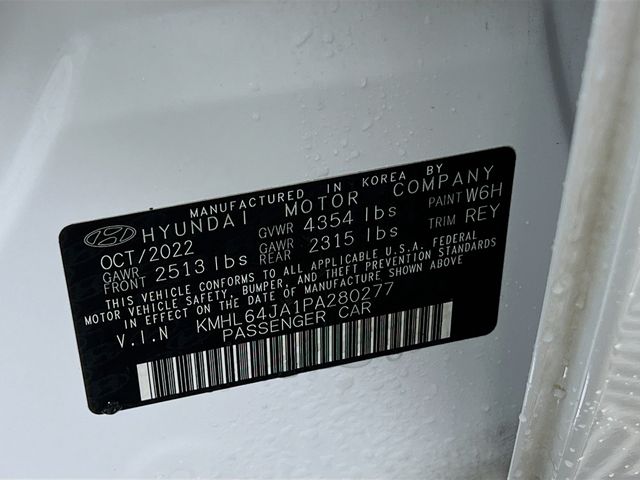 MANUFACTURED IN KOREA BY
HYUNDAI MOTOR COMPANY
OCT/2022 GVWR 4354 lbs PAINT W6H
GAWR FRONT 2513 lbs GAWR REAR 2315 lbs TRIM REY
THIS VEHICLE CONFORMS TO ALL APPLICABLE U.S.A. FEDERAL
MOTOR VEHICLE SAFETY, BUMPER, AND THEFT PREVENTION STANDARDS
IN EFFECT ON THE DATE OF MANUFACTURE SHOWN ABOVE
V.I.N KMHL64JA1PA280277
PASSENGER CAR